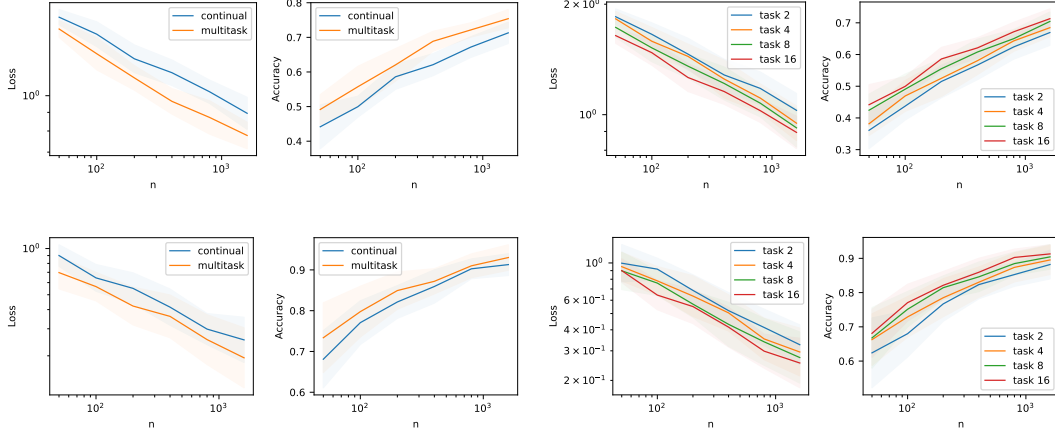 continual
multitask
Loss
10⁰
10²
10³
n
continual
multitask
Accuracy
0.8
0.7
0.6
0.5
0.4
10²
10³
n
task 2
task 4
task 8
task 16
Loss
2 × 10⁰
10⁰
10²
10³
n
task 2
task 4
task 8
task 16
Accuracy
0.7
0.6
0.5
0.4
0.3
10²
10³
n
continual
multitask
Loss
10⁰
10²
10³
n
continual
multitask
Accuracy
0.9
0.8
0.7
0.6
10²
10³
n
task 2
task 4
task 8
task 16
Loss
10⁰
6 × 10⁻¹
4 × 10⁻¹
3 × 10⁻¹
2 × 10⁻¹
10²
10³
n
task 2
task 4
task 8
task 16
Accuracy
0.9
0.8
0.7
0.6
10²
10³
n